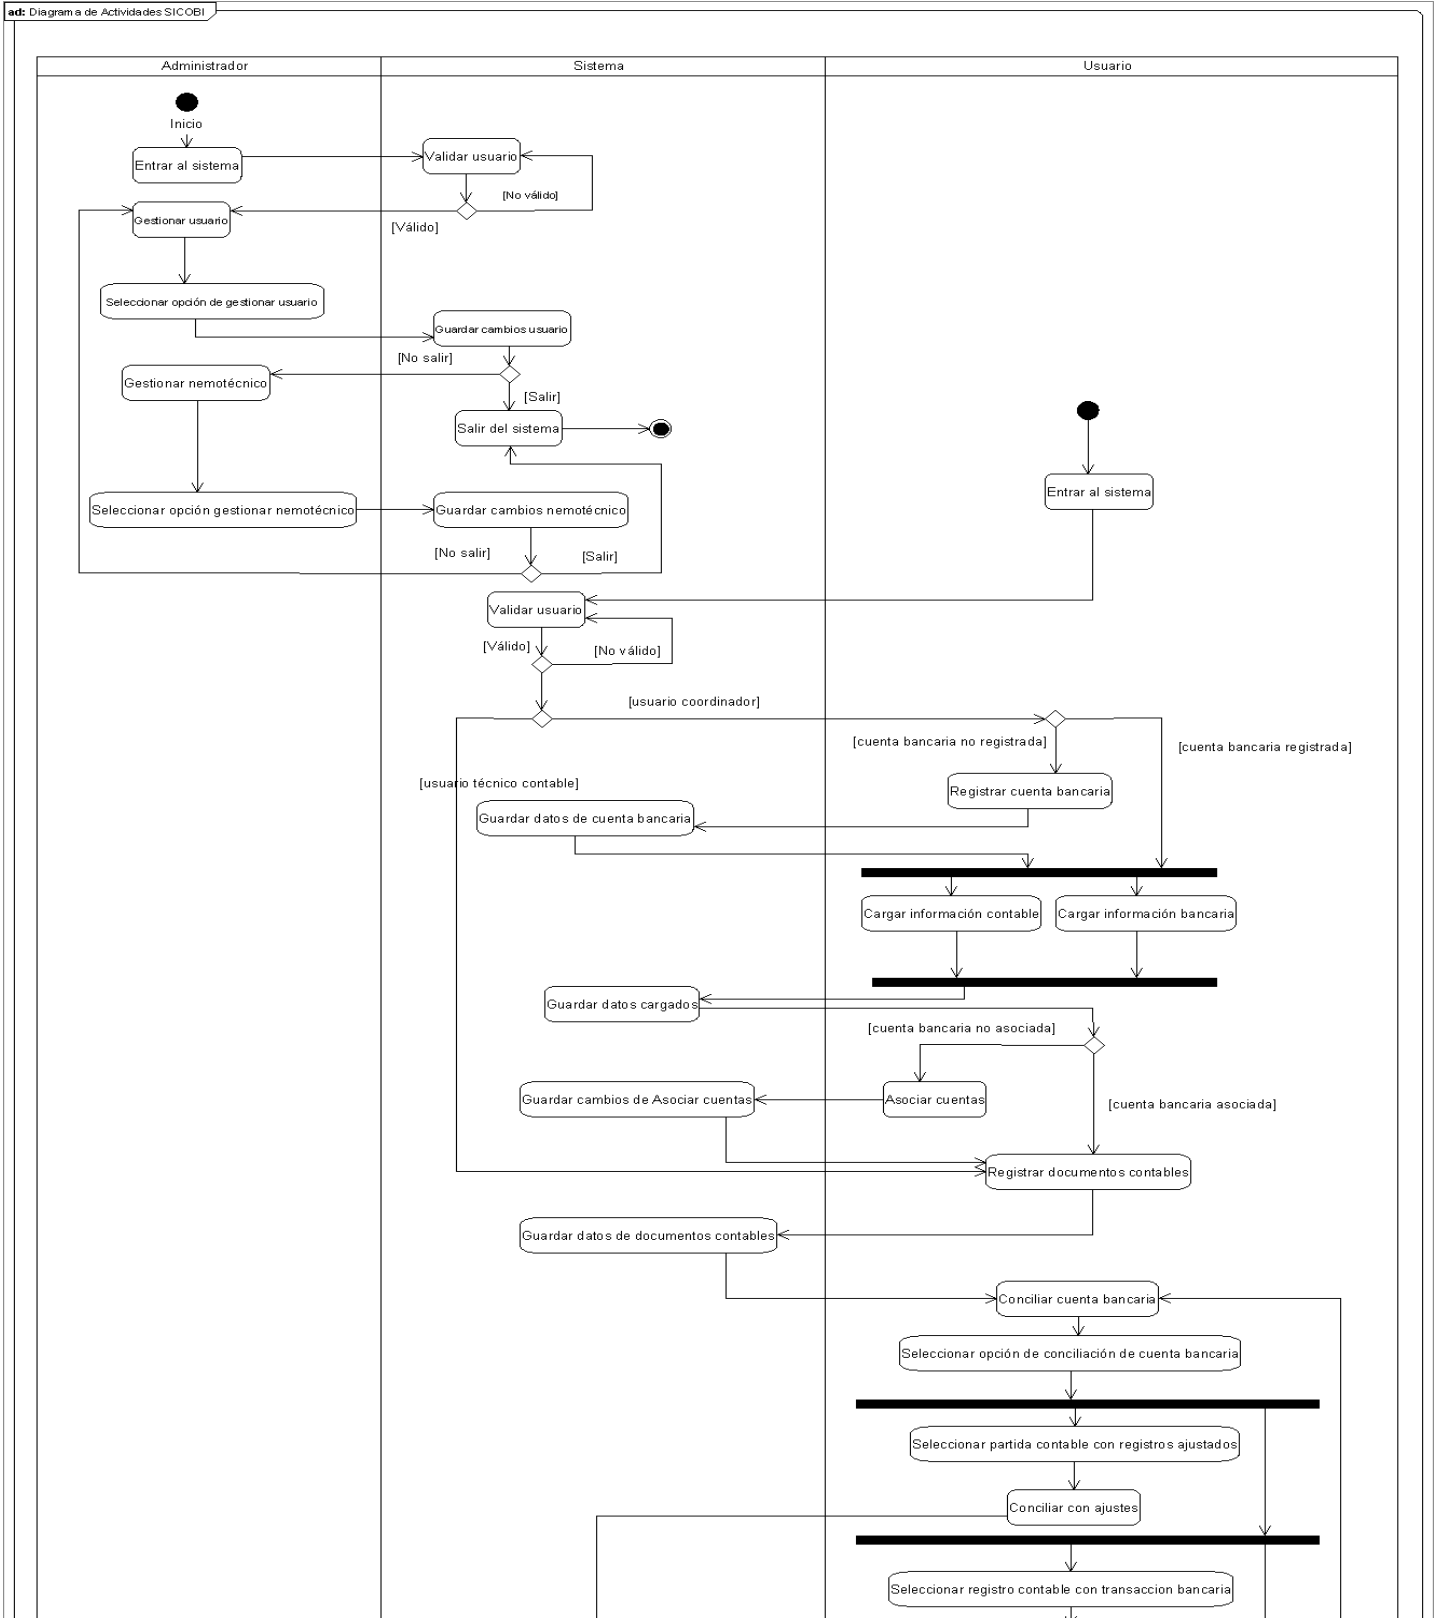 ad: Diagrama de Actividades SICOBI
Administrador
Sistema
Usuario
Inicio
Entrar al sistema
Validar usuario
[No válido]
Gestionar usuario
[Válido]
Seleccionar opción de gestionar usuario
Guardar cambios usuario
[No salir]
Gestionar nemotécnico
[Salir]
Salir del sistema
Entrar al sistema
Seleccionar opción gestionar nemotécnico
Guardar cambios nemotécnico
[No salir]
[Salir]
Validar usuario
[Válido]
[No válido]
[usuario coordinador]
[cuenta bancaria no registrada]
[cuenta bancaria registrada]
[usuario técnico contable]
Registrar cuenta bancaria
Guardar datos de cuenta bancaria
Cargar información contable
Cargar información bancaria
Guardar datos cargados
[cuenta bancaria no asociada]
Guardar cambios de Asociar cuentas
Asociar cuentas
[cuenta bancaria asociada]
Registrar documentos contables
Guardar datos de documentos contables
Conciliar cuenta bancaria
Seleccionar opción de conciliación de cuenta bancaria
Seleccionar partida contable con registros ajustados
Conciliar con ajustes
Seleccionar registro contable con transaccion bancaria